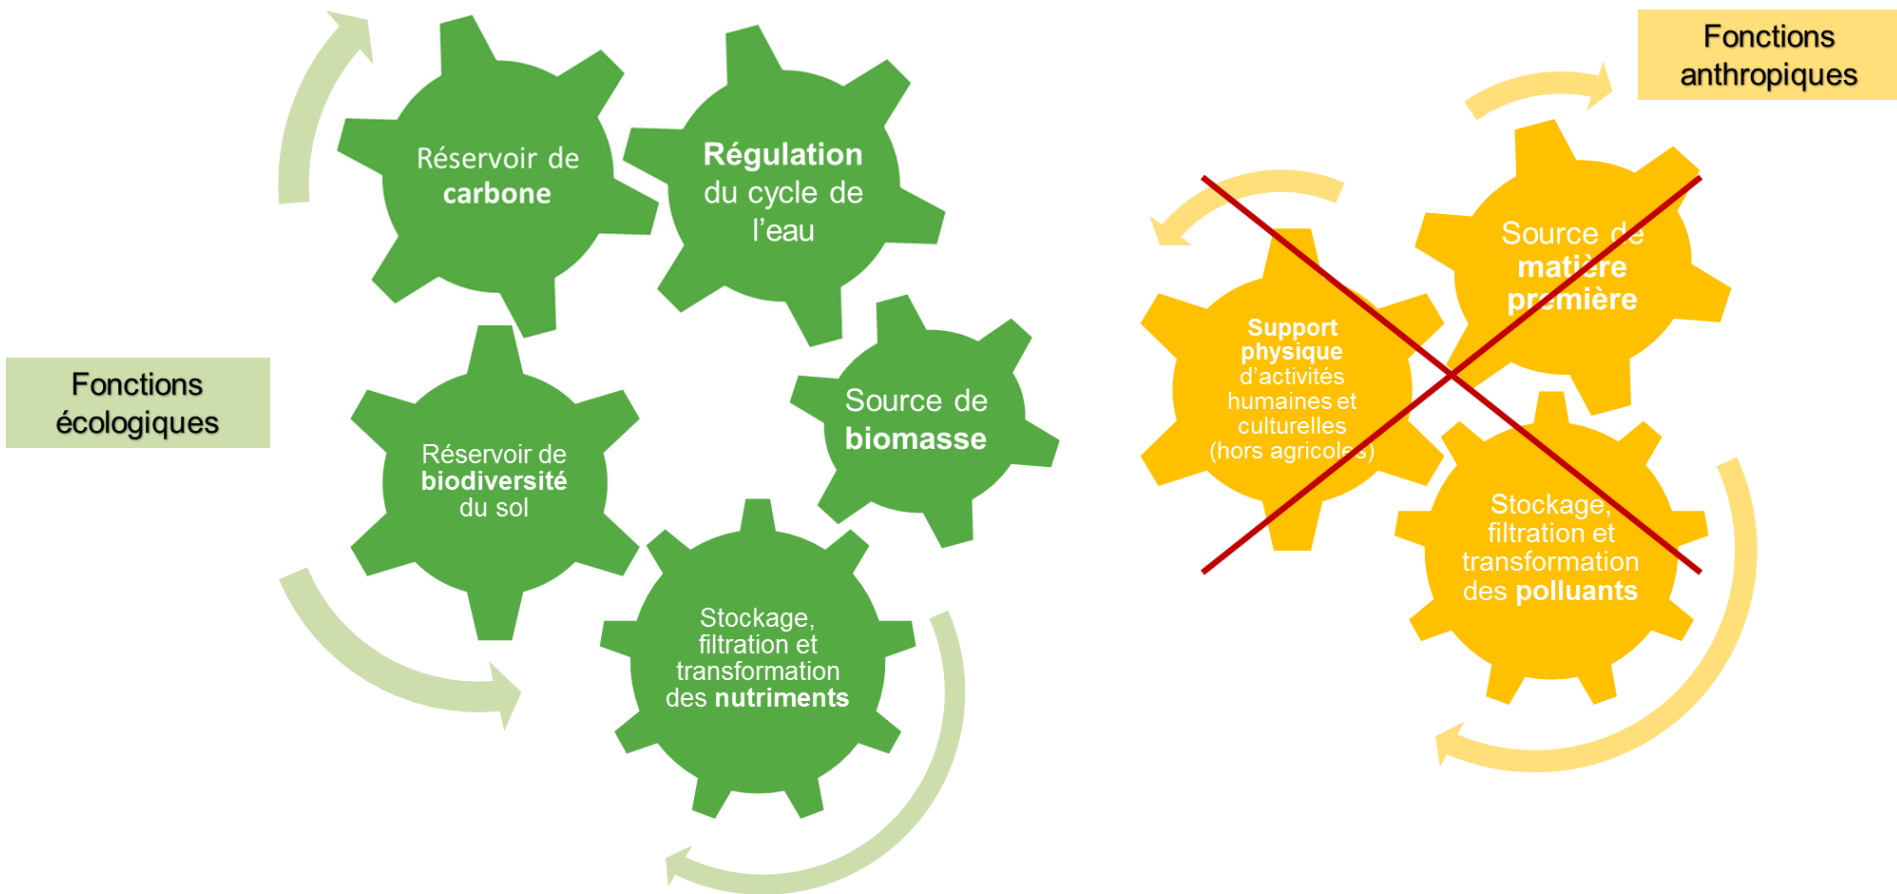 Fonctions
anthropiques
Réservoir de
carbone
Régulation
du cycle de
l’eau
Source de
matière
première
Support
physique
d’activités
humaines et
culturelles
(hors agricoles)
Fonctions
écologiques
Source de
biomasse
Réservoir de
biodiversité
du sol
Stockage,
filtration et
transformation
des polluants
Stockage,
filtration et
transformation
des nutriments